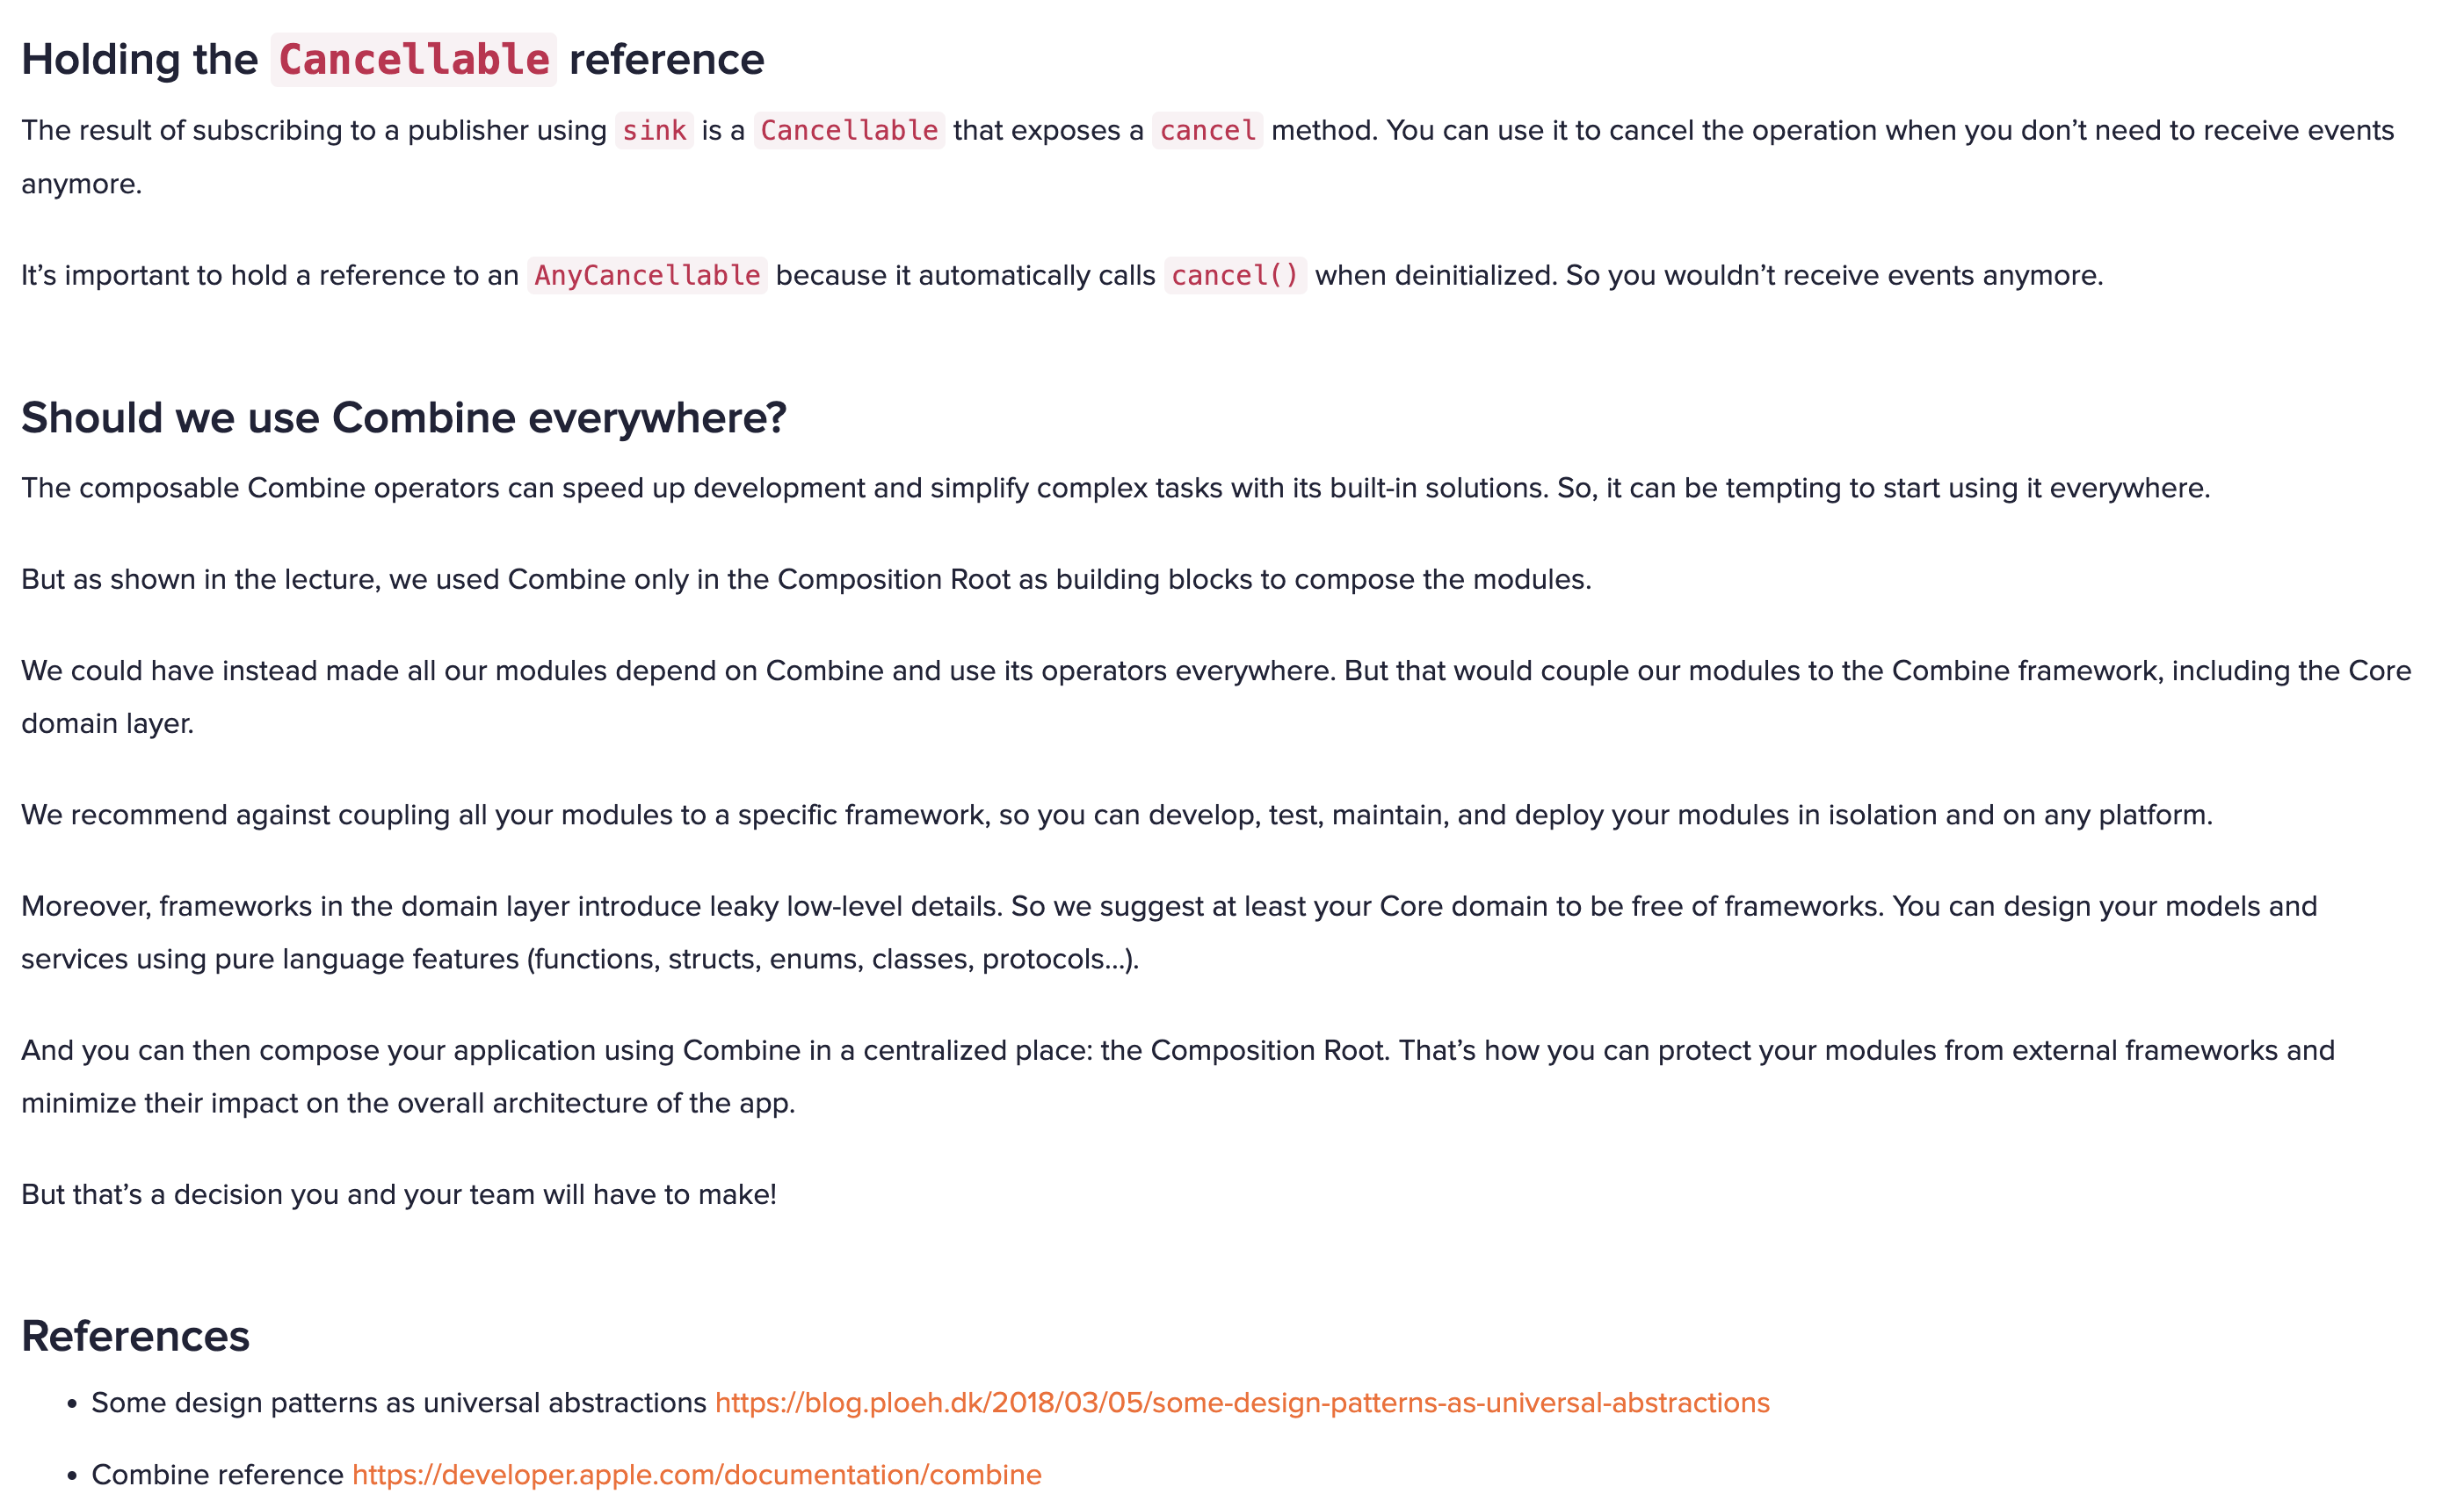 Holding the Cancellable reference
The result of subscribing to a publisher using sink is a Cancellable that exposes a cancel method. You can use it to cancel the operation when you don’t need to receive events
anymore.
It’s important to hold a reference to an AnyCancellable because it automatically calls cancel() when deinitialized. So you wouldn’t receive events anymore.
Should we use Combine everywhere?
The composable Combine operators can speed up development and simplify complex tasks with its built-in solutions. So, it can be tempting to start using it everywhere.
But as shown in the lecture, we used Combine only in the Composition Root as building blocks to compose the modules.
We could have instead made all our modules depend on Combine and use its operators everywhere. But that would couple our modules to the Combine framework, including the Core
domain layer.
We recommend against coupling all your modules to a specific framework, so you can develop, test, maintain, and deploy your modules in isolation and on any platform.
Moreover, frameworks in the domain layer introduce leaky low-level details. So we suggest at least your Core domain to be free of frameworks. You can design your models and
services using pure language features (functions, structs, enums, classes, protocols…).
And you can then compose your application using Combine in a centralized place: the Composition Root. That’s how you can protect your modules from external frameworks and
minimize their impact on the overall architecture of the app.
But that’s a decision you and your team will have to make!
References
• Some design patterns as universal abstractions https://blog.ploeh.dk/2018/03/05/some-design-patterns-as-universal-abstractions
• Combine reference https://developer.apple.com/documentation/combine